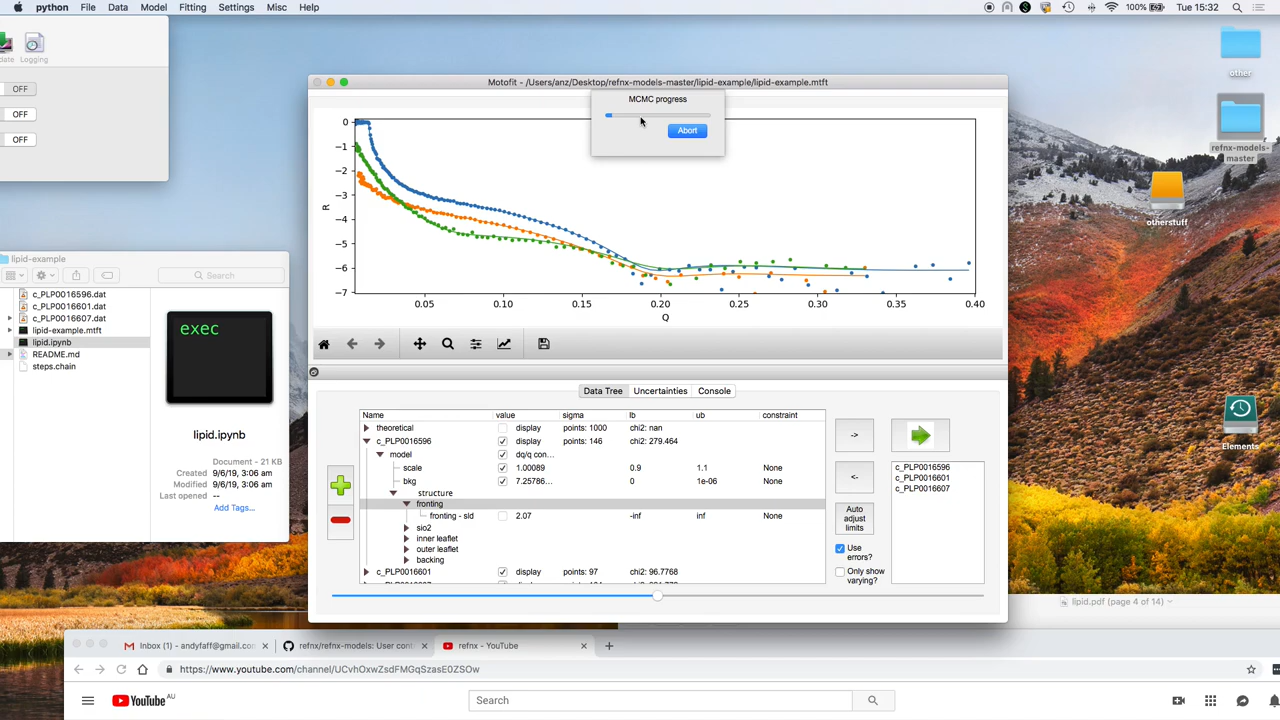 python File Data Model Fitting Settings Misc Help 100% Tue 15:32
Logging
OFF
OFF
OFF
other
refnx-models-master
otherstuff
Elements
Motofit - /Users/anz/Desktop/refnx-models-master/lipid-example/lipid-example.mtft
MCMC progress
Abort
0
−1
−2
−3
−4
−5
−6
−7
R
0.05 0.10 0.15 0.20 0.25 0.30 0.35 0.40
Q
lipid-example
Search
c_PLP0016596.dat
c_PLP0016601.dat
c_PLP0016607.dat
lipid-example.mtft
lipid.ipynb
README.md
steps.chain
exec
lipid.ipynb
Document - 21 KB
Created 9/6/19, 3:06 am
Modified 9/6/19, 3:06 am
Last opened --
Add Tags...
Data Tree Uncertainties Console
Name value sigma lb ub constraint
theoretical display points: 1000 chi2: nan
c_PLP0016596 display points: 146 chi2: 279.464
model dq/q con...
scale 1.00089 0.9 1.1 None
bkg 7.25786... 0 1e-06 None
structure
fronting
fronting - sld 2.07 -inf inf None
sio2
inner leaflet
outer leaflet
backing
c_PLP0016601 display points: 97 chi2: 96.7768
->
<-
Auto adjust limits
Use errors?
Only show varying?
c_PLP0016596
c_PLP0016601
c_PLP0016607
lipid.pdf (page 4 of 14)
Inbox (1) - andyfaff@gmail.co
refnx/refnx-models: User cont
refnx - YouTube
https://www.youtube.com/channel/UCvhOxwZsdFMGqSzasE0ZSOw
YouTube AU
Search